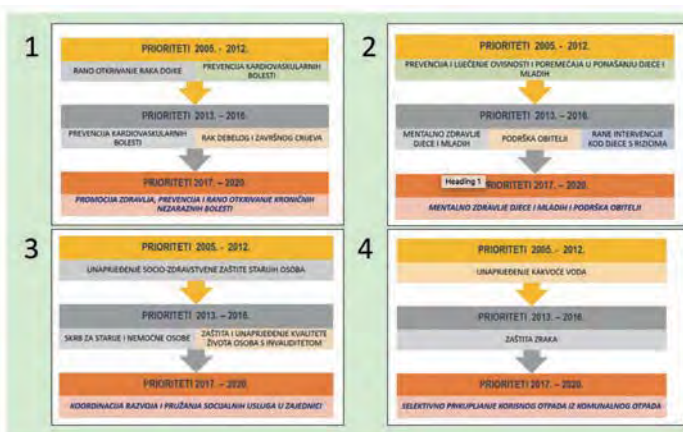 1
PRIORITETI 2005. - 2012.
RANO OTKRIVANJE RAKA DOJKE
PREVENCIJA KARDIOVASKULARNIH
BOLESTI
PRIORITETI 2013. – 2016.
PREVENCIJA KARDIOVASKULARNIH
BOLESTI
RAK DEBELOG I ZAVRŠNOG CRIJEVA
PRIORITETI 2017. – 2020.
PROMOCIJA ZDRAVLJA, PREVENCIJA I RANO OTKRIVANJE KRONIČNIH
NEZARAZNIH BOLESTI
2
PRIORITETI 2005. - 2012.
PREVENCIJA I LIJEČENJE OVISNOSTI I POREMEĆAJA U PONAŠANJU DJECE I
MLADIH
PRIORITETI 2013. – 2016.
MENTALNO ZDRAVLJE
DJECE I MLADIH
PODRŠKA OBITELJI
RANE INTERVENCIJE
KOD DJECE S RIZICIMA
Heading 1
PRIORITETI 2017. – 2020.
MENTALNO ZDRAVLJE DJECE I MLADIH I PODRŠKA OBITELJI
3
PRIORITETI 2005. - 2012.
UNAPRJEĐENJE SOCIO-ZDRAVSTVENE ZAŠTITE STARIJIH OSOBA
PRIORITETI 2013. – 2016.
SKRB ZA STARIJE I NEMOĆNE OSOBE
ZAŠTITA I UNAPRJEĐENJE KVALITETE
ŽIVOTA OSOBA S INVALIDITETOM
PRIORITETI 2017. – 2020.
KOORDINACIJA RAZVOJA I PRUŽANJA SOCIJALNIH USLUGA U ZAJEDNICI
4
PRIORITETI 2005. - 2012.
UNAPRJEĐENJE KAKVOĆE VODA
PRIORITETI 2013. – 2016.
ZAŠTITA ZRAKA
PRIORITETI 2017. – 2020.
SELEKTIVNO PRIKUPLJANJE KORISNOG OTPADA IZ KOMUNALNOG OTPADA